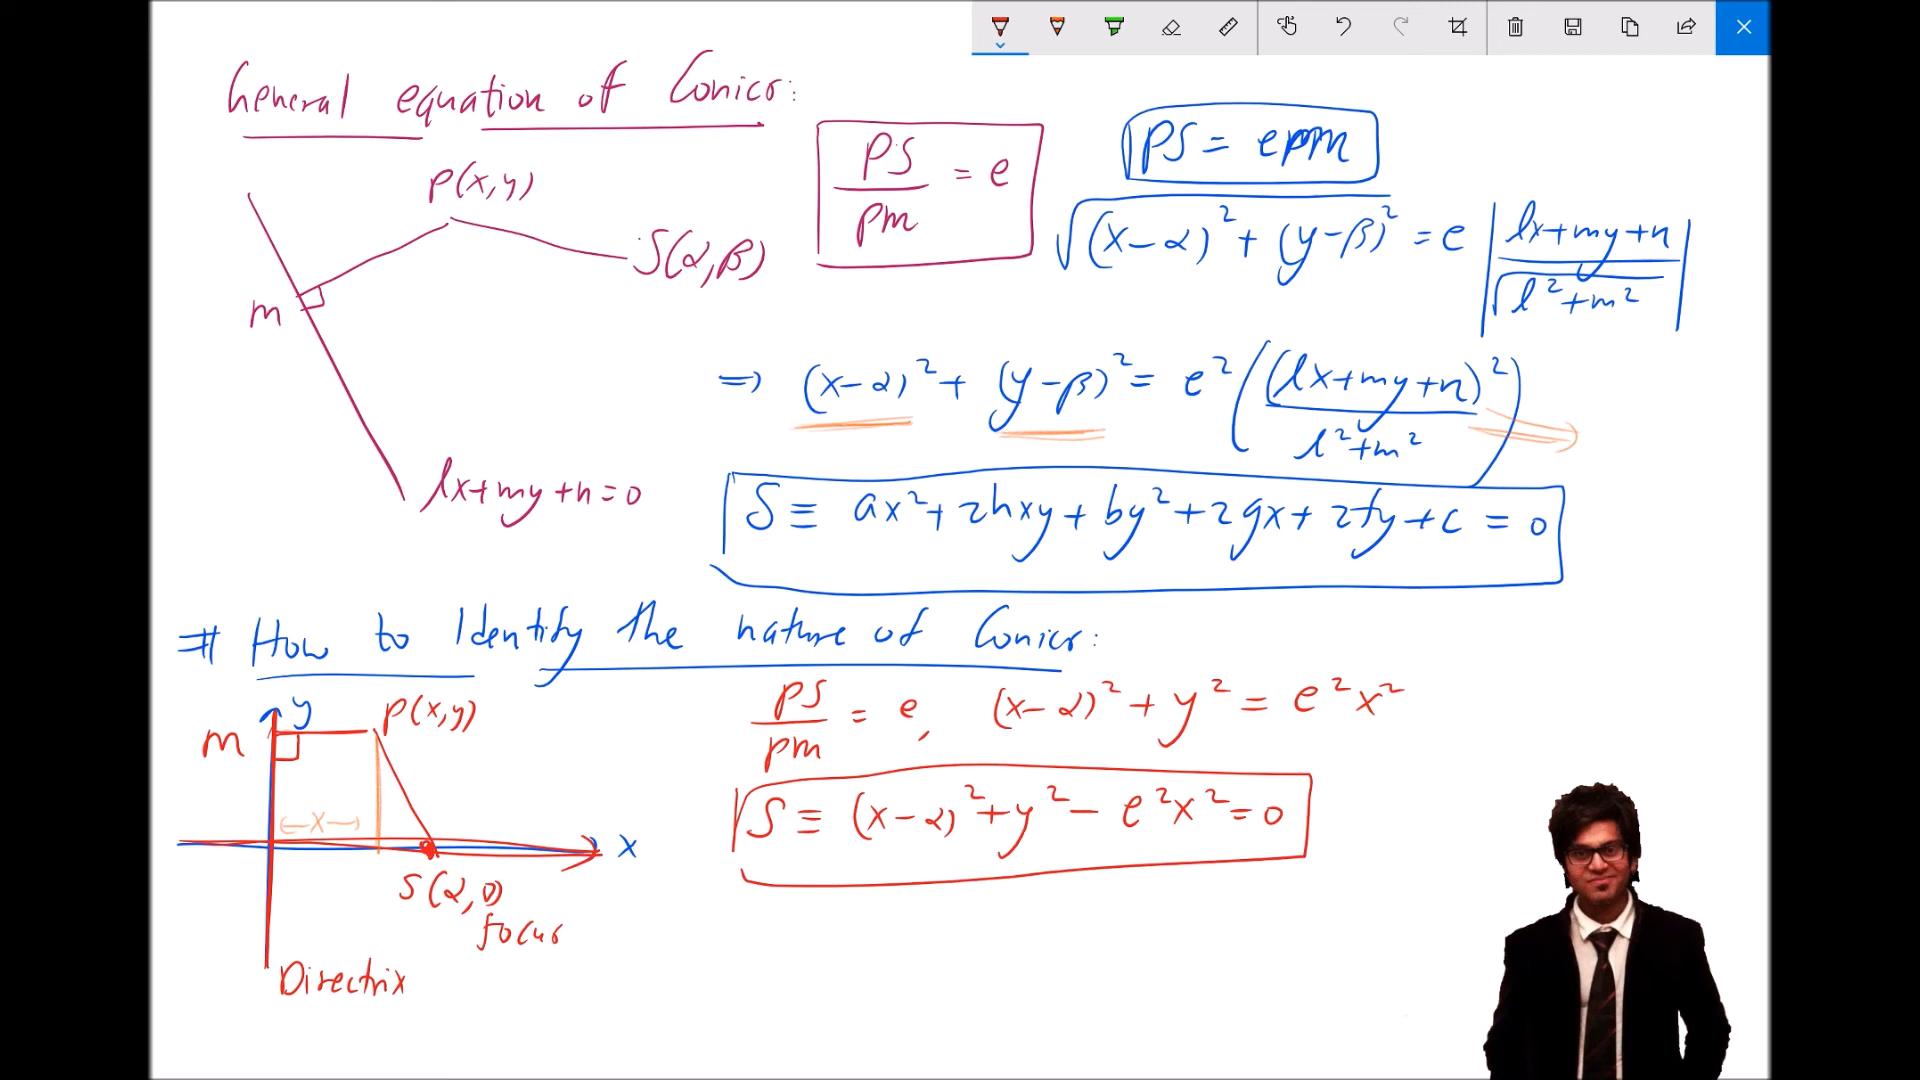 General equation of Conics:
P(x,y)
S(α,β)
m
lx+my+n=0
PS/PM = e
PS = ePM
√(x-α)²+(y-β)² = e |lx+my+n/√l²+m²|
⇒ (x-α)²+(y-β)² = e²((lx+my+n)²/l²+m²)
S ≡ ax²+2hxy+by²+2gx+2fy+c = 0
# How to Identify the nature of Conics:
y
P(x,y)
m
←x→
x
S(α,0)
focus
Directrix
PS/PM = e, (x-α)²+y² = e²x²
S ≡ (x-α)²+y²-e²x²=0